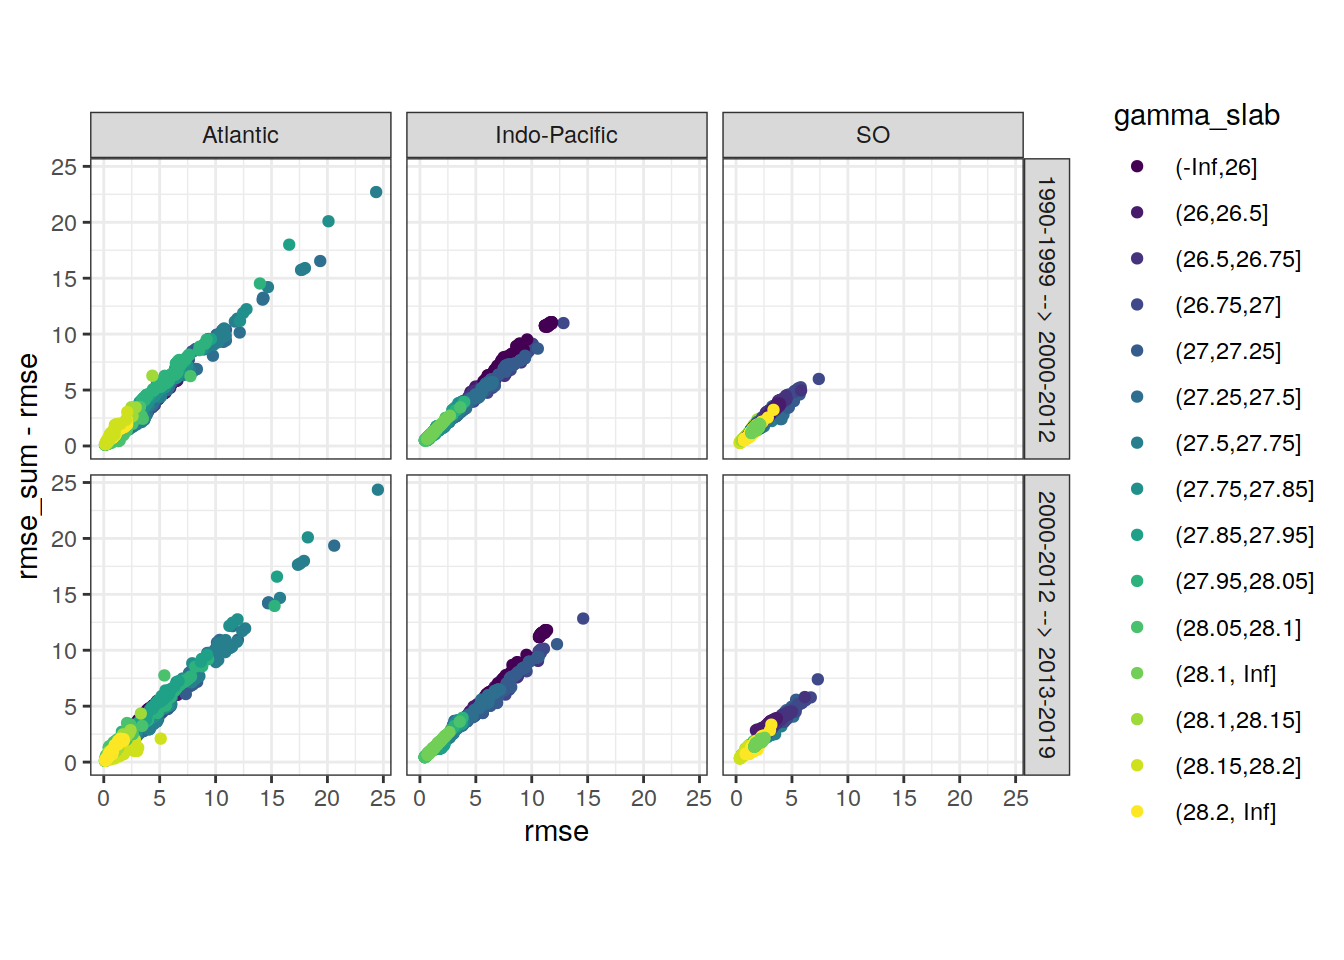 Atlantic
Indo-Pacific
SO
25
20
15
10
5
0
1990-1999 --> 2000-2012
25
20
15
10
5
0
2000-2012 --> 2013-2019
0 5 10 15 20 25
0 5 10 15 20 25
0 5 10 15 20 25
rmse
rmse_sum - rmse
gamma_slab
(-Inf,26]
(26,26.5]
(26.5,26.75]
(26.75,27]
(27,27.25]
(27.25,27.5]
(27.5,27.75]
(27.75,27.85]
(27.85,27.95]
(27.95,28.05]
(28.05,28.1]
(28.1, Inf]
(28.1,28.15]
(28.15,28.2]
(28.2, Inf]